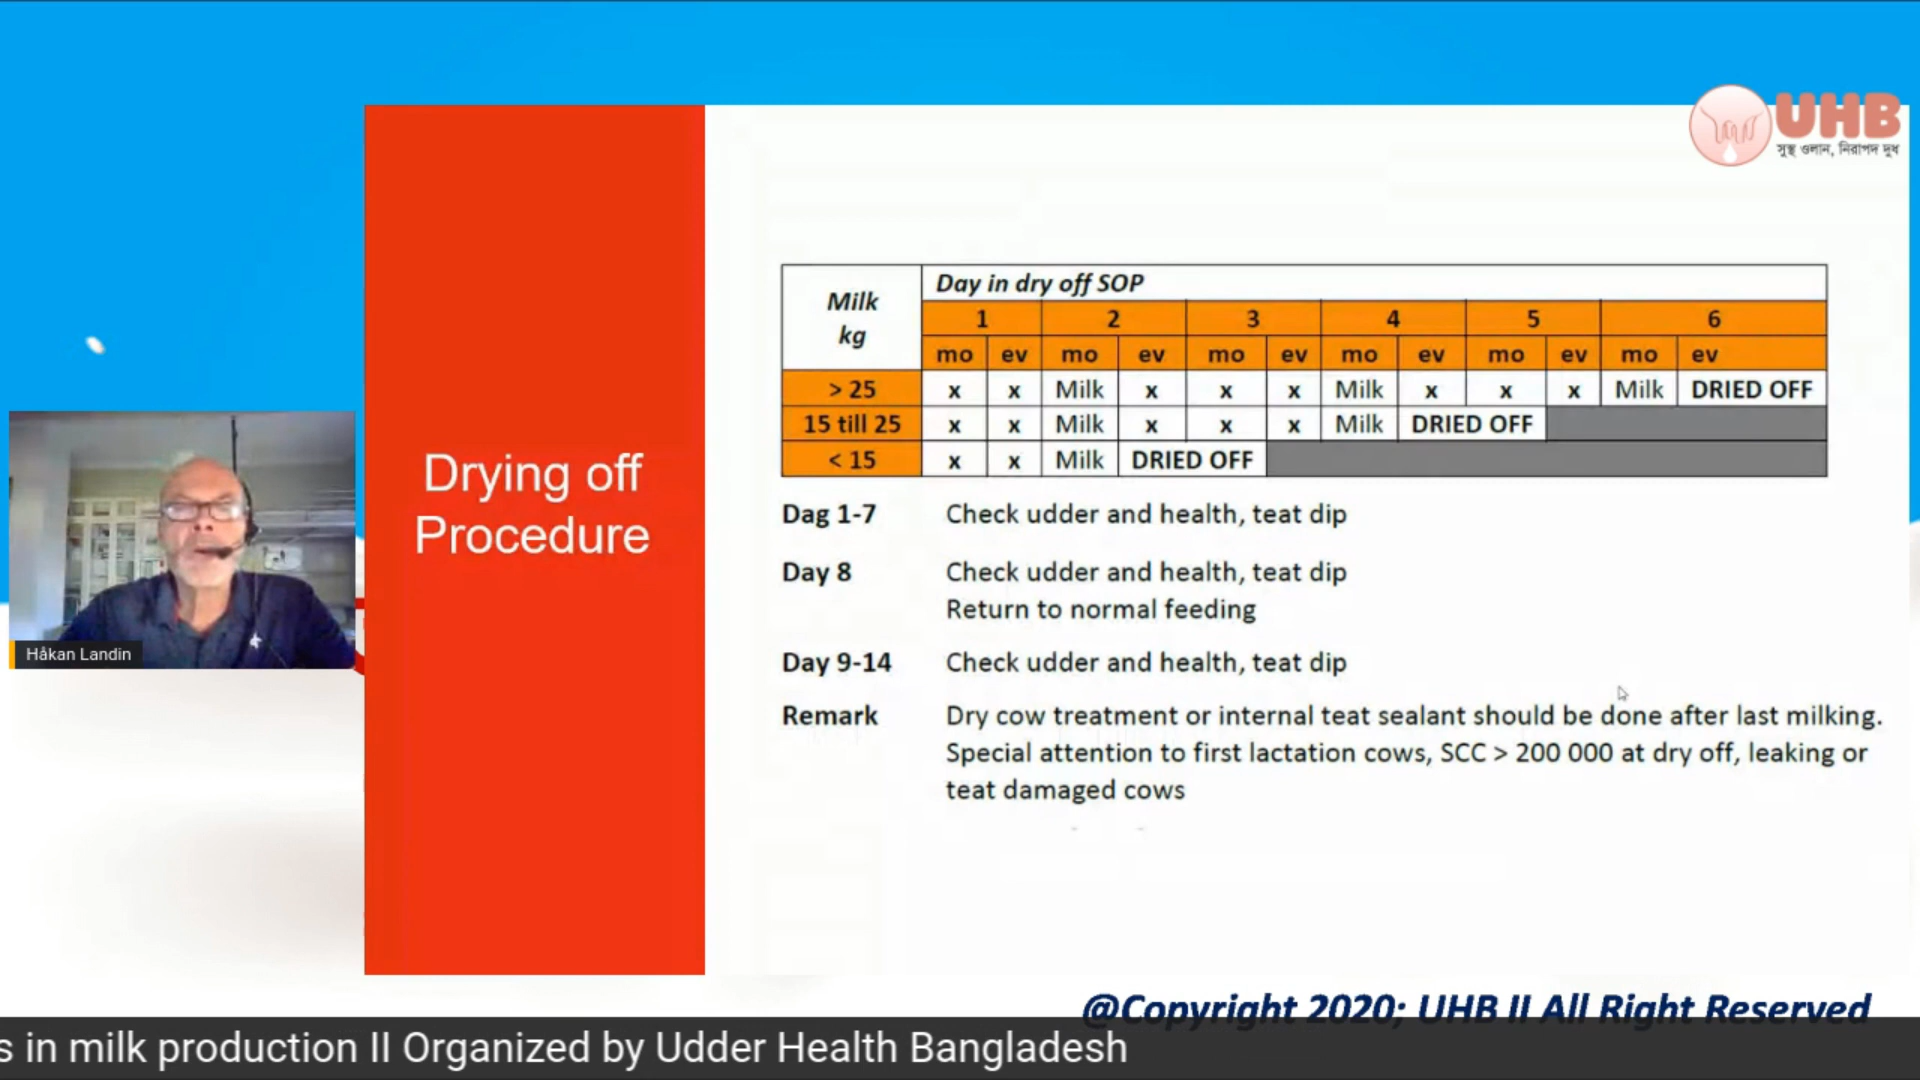 UHB
সুস্থ ওলান, নিরাপদ দুধ
Drying off
Procedure
Milk kg | Day in dry off SOP
1 | 2 | 3 | 4 | 5 | 6
mo | ev | mo | ev | mo | ev | mo | ev | mo | ev | mo | ev
> 25 | x | x | Milk | x | x | x | Milk | x | x | x | Milk | DRIED OFF
15 till 25 | x | x | Milk | x | x | x | Milk | DRIED OFF
< 15 | x | x | Milk | DRIED OFF
Dag 1-7 Check udder and health, teat dip
Day 8 Check udder and health, teat dip
Return to normal feeding
Day 9-14 Check udder and health, teat dip
Remark Dry cow treatment or internal teat sealant should be done after last milking.
Special attention to first lactation cows, SCC > 200 000 at dry off, leaking or
teat damaged cows
Håkan Landin
@Copyright 2020; UHB II All Right Reserved
s in milk production II Organized by Udder Health Bangladesh